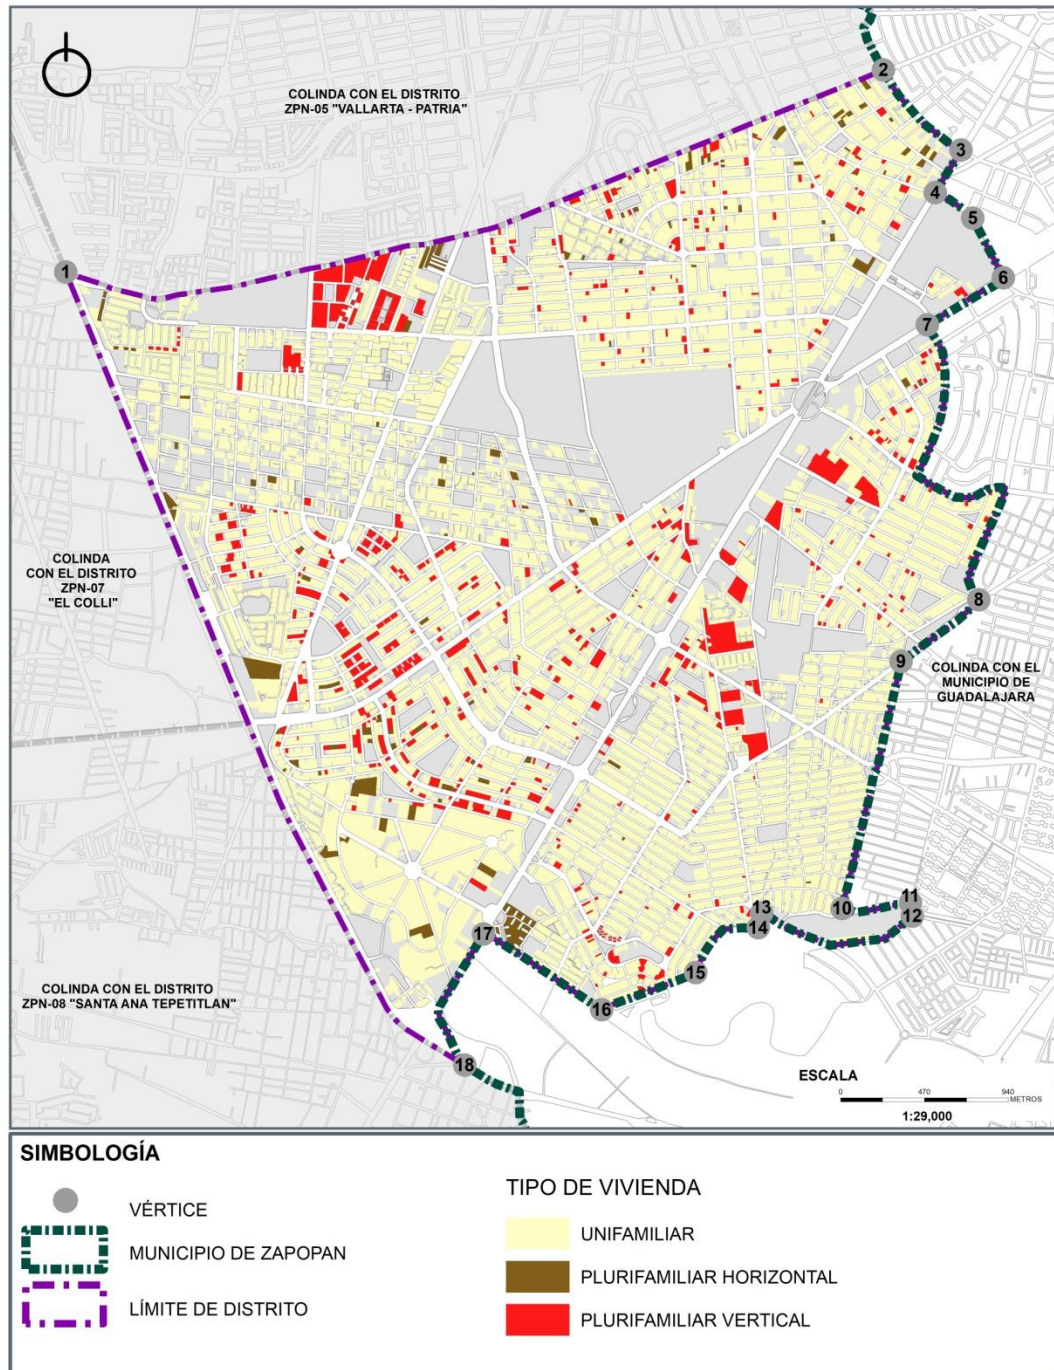 COLINDA CON EL DISTRITO
ZPN-05 "VALLARTA - PATRIA"
2
3
4
5
1
6
7
COLINDA
CON EL DISTRITO
ZPN-07
"EL COLLI"
8
9
COLINDA CON EL
MUNICIPIO DE
GUADALAJARA
10
11
12
13
14
17
15
16
COLINDA CON EL DISTRITO
ZPN-08 "SANTA ANA TEPETITLAN"
18
ESCALA
0 470 940
METROS
1:29,000
SIMBOLOGÍA
VÉRTICE
MUNICIPIO DE ZAPOPAN
LÍMITE DE DISTRITO
TIPO DE VIVIENDA
UNIFAMILIAR
PLURIFAMILIAR HORIZONTAL
PLURIFAMILIAR VERTICAL